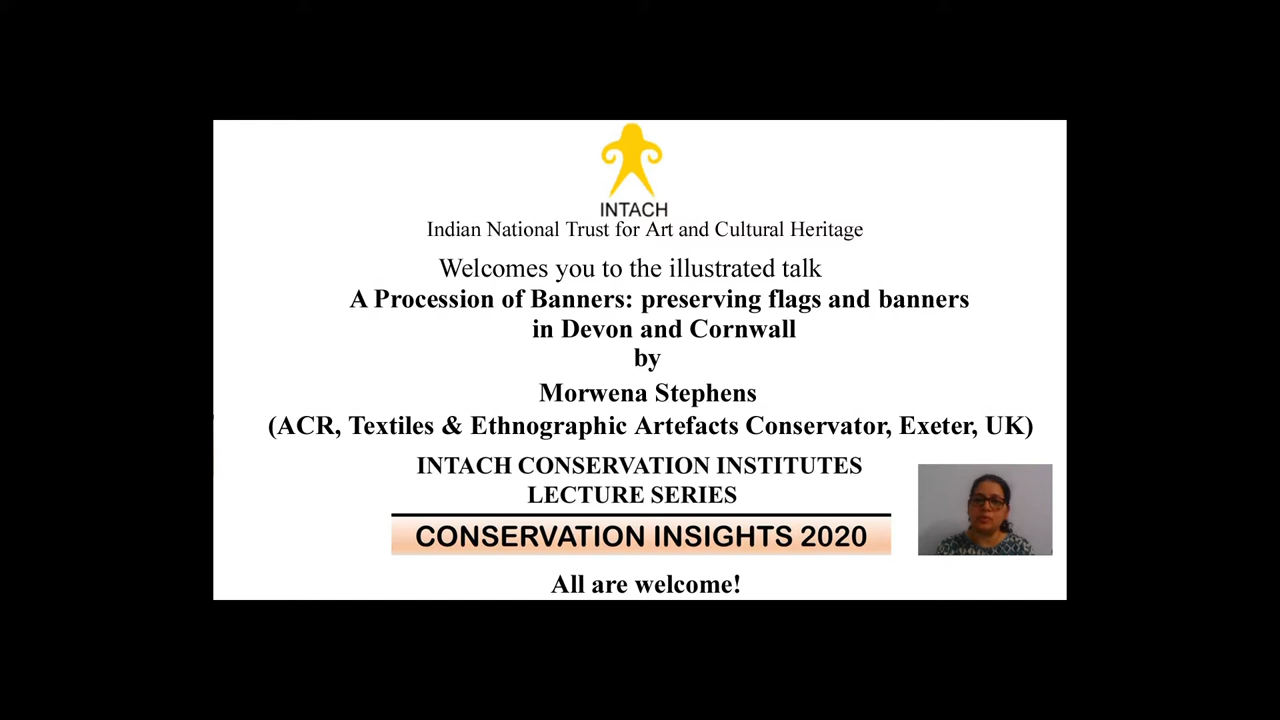 INTACH
Indian National Trust for Art and Cultural Heritage
Welcomes you to the illustrated talk
A Procession of Banners: preserving flags and banners
in Devon and Cornwall
by
Morwena Stephens
(ACR, Textiles & Ethnographic Artefacts Conservator, Exeter, UK)
INTACH CONSERVATION INSTITUTES
LECTURE SERIES
CONSERVATION INSIGHTS 2020
All are welcome!